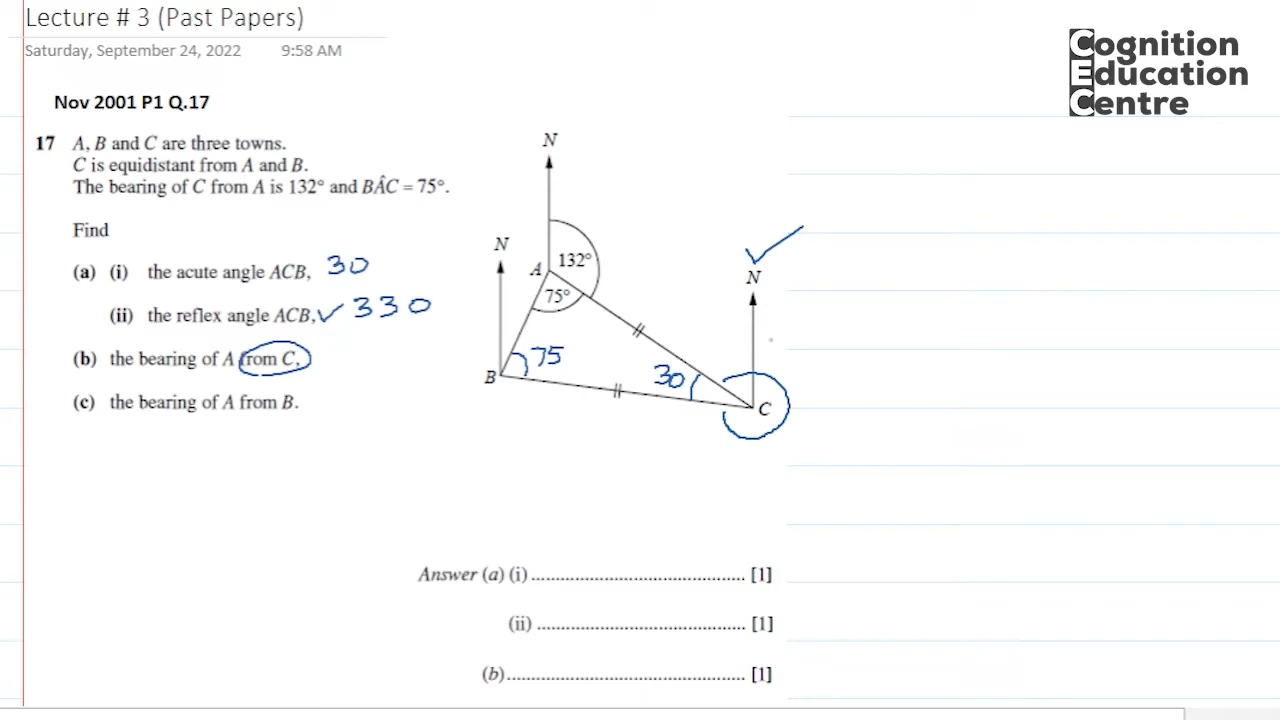 Lecture # 3 (Past Papers)
Saturday, September 24, 2022 9:58 AM
Cognition
Education
Centre
Nov 2001 P1 Q.17
17 A, B and C are three towns.
C is equidistant from A and B.
The bearing of C from A is 132° and BÂC = 75°.
Find
(a) (i) the acute angle ACB, 30
(ii) the reflex angle ACB, ✓ 330
(b) the bearing of A from C,
(c) the bearing of A from B.
N
N
A 132°
75°
N
B 75
30
C
Answer (a) (i) ............................................ [1]
(ii) ........................................... [1]
(b) ................................................. [1]